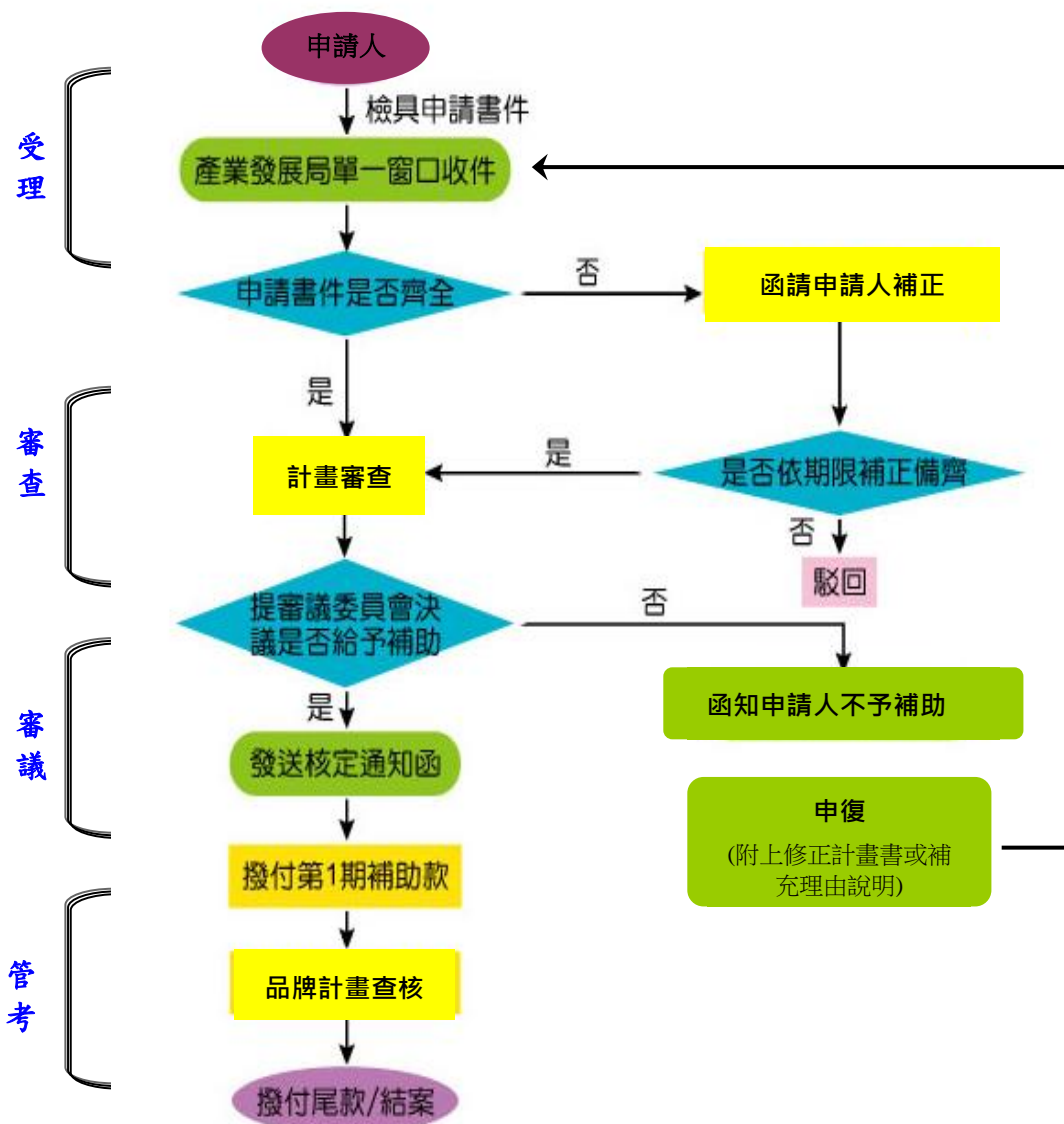 申請人
檢具申請書件
受
理
產業發展局單一窗口收件
申請書件是否齊全
否
函請申請人補正
是
審
查
計畫審查
是
是否依期限補正備齊
否
駁回
提審議委員會決
議是否給予補助
否
審
議
是
函知申請人不予補助
發送核定通知函
申復
(附上修正計畫書或補
充理由說明)
撥付第1期補助款
管
考
品牌計畫查核
撥付尾款/結案